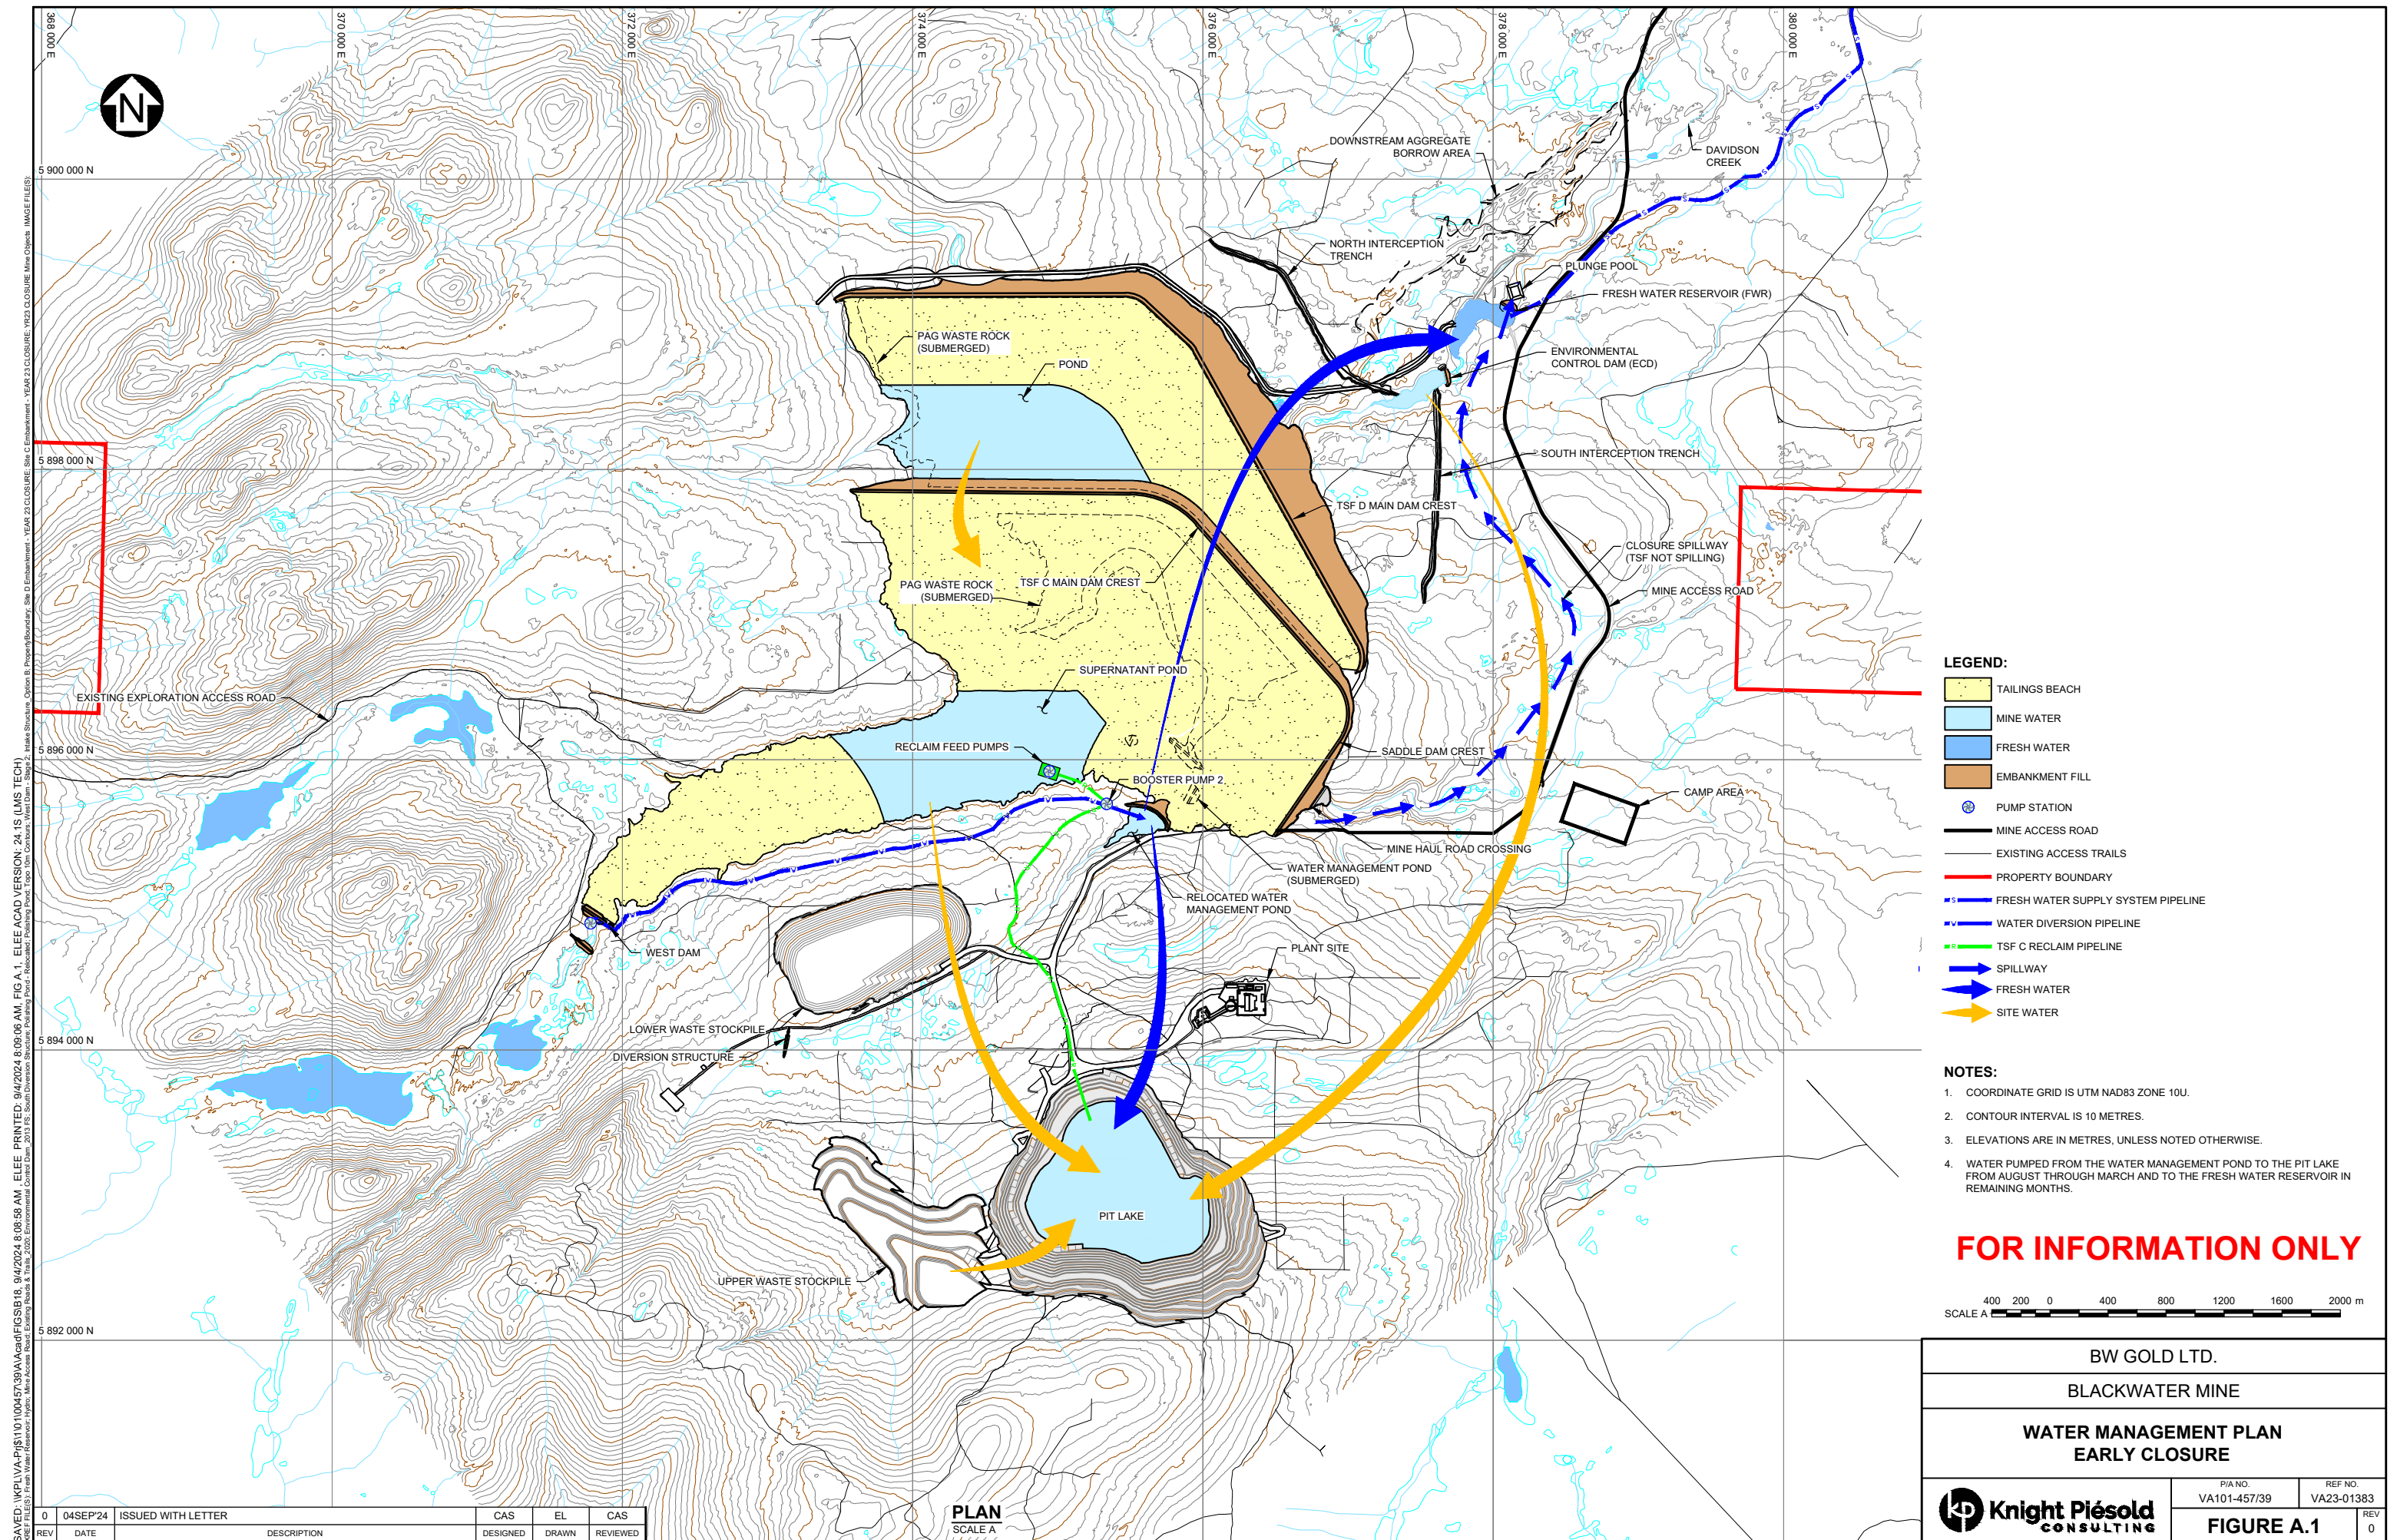 368 000 E
370 000 E
372 000 E
374 000 E
376 000 E
378 000 E
380 000 E
N
5 900 000 N
5 898 000 N
5 896 000 N
5 894 000 N
5 892 000 N
DOWNSTREAM AGGREGATE
BORROW AREA
DAVIDSON
CREEK
NORTH INTERCEPTION
TRENCH
PLUNGE POOL
FRESH WATER RESERVOIR (FWR)
PAG WASTE ROCK
(SUBMERGED)
POND
ENVIRONMENTAL
CONTROL DAM (ECD)
SOUTH INTERCEPTION TRENCH
TSF D MAIN DAM CREST
CLOSURE SPILLWAY
(TSF NOT SPILLING)
PAG WASTE ROCK
(SUBMERGED)
TSF C MAIN DAM CREST
MINE ACCESS ROAD
SUPERNATANT POND
EXISTING EXPLORATION ACCESS ROAD
RECLAIM FEED PUMPS
SADDLE DAM CREST
BOOSTER PUMP 2
CAMP AREA
MINE HAUL ROAD CROSSING
WATER MANAGEMENT POND
(SUBMERGED)
RELOCATED WATER
MANAGEMENT POND
WEST DAM
PLANT SITE
LOWER WASTE STOCKPILE
DIVERSION STRUCTURE
PIT LAKE
UPPER WASTE STOCKPILE
LEGEND:
TAILINGS BEACH
MINE WATER
FRESH WATER
EMBANKMENT FILL
PUMP STATION
MINE ACCESS ROAD
EXISTING ACCESS TRAILS
PROPERTY BOUNDARY
S FRESH WATER SUPPLY SYSTEM PIPELINE
WATER DIVERSION PIPELINE
R TSF C RECLAIM PIPELINE
SPILLWAY
FRESH WATER
SITE WATER
NOTES:
1. COORDINATE GRID IS UTM NAD83 ZONE 10U.
2. CONTOUR INTERVAL IS 10 METRES.
3. ELEVATIONS ARE IN METRES, UNLESS NOTED OTHERWISE.
4. WATER PUMPED FROM THE WATER MANAGEMENT POND TO THE PIT LAKE
FROM AUGUST THROUGH MARCH AND TO THE FRESH WATER RESERVOIR IN
REMAINING MONTHS.
FOR INFORMATION ONLY
400 200 0 400 800 1200 1600 2000 m
SCALE A
BW GOLD LTD.
BLACKWATER MINE
WATER MANAGEMENT PLAN
EARLY CLOSURE
kp Knight Piésold
CONSULTING
P/A NO.
VA101-457/39
REF NO.
VA23-01383
FIGURE A.1
REV
0
PLAN
SCALE A
0 04SEP'24 ISSUED WITH LETTER CAS EL CAS
REV DATE DESCRIPTION DESIGNED DRAWN REVIEWED